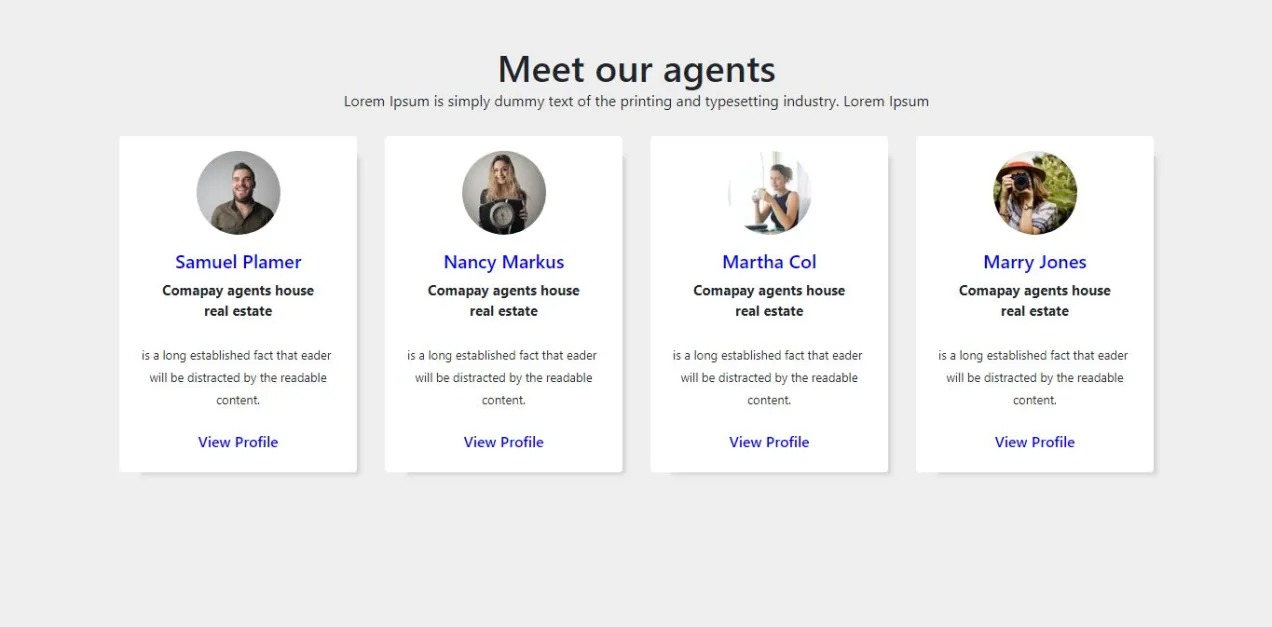 Meet our agents
Lorem Ipsum is simply dummy text of the printing and typesetting industry. Lorem Ipsum
Samuel Plamer
Comapay agents house
real estate
is a long established fact that eader
will be distracted by the readable
content.
View Profile
Nancy Markus
Comapay agents house
real estate
is a long established fact that eader
will be distracted by the readable
content.
View Profile
Martha Col
Comapay agents house
real estate
is a long established fact that eader
will be distracted by the readable
content.
View Profile
Marry Jones
Comapay agents house
real estate
is a long established fact that eader
will be distracted by the readable
content.
View Profile